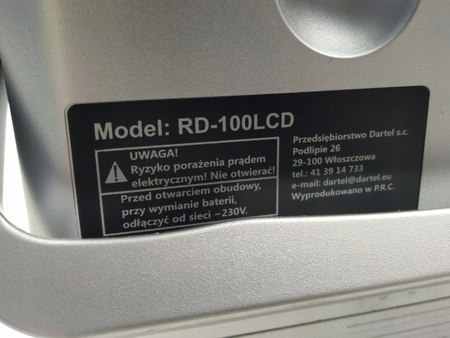 Model: RD-100LCD
UWAGA!
Ryzyko porażenia prądem
elektrycznym! Nie otwierać!
Przed otwarciem obudowy,
przy wymianie baterii,
odłączyć od sieci ~230V.
Przedsiębiorstwo Dartel s.c.
Podlipie 26
29-100 Włoszczowa
tel.: 41 39 14 733
e-mail: dartel@dartel.eu
Wyprodukowano w P.R.C.